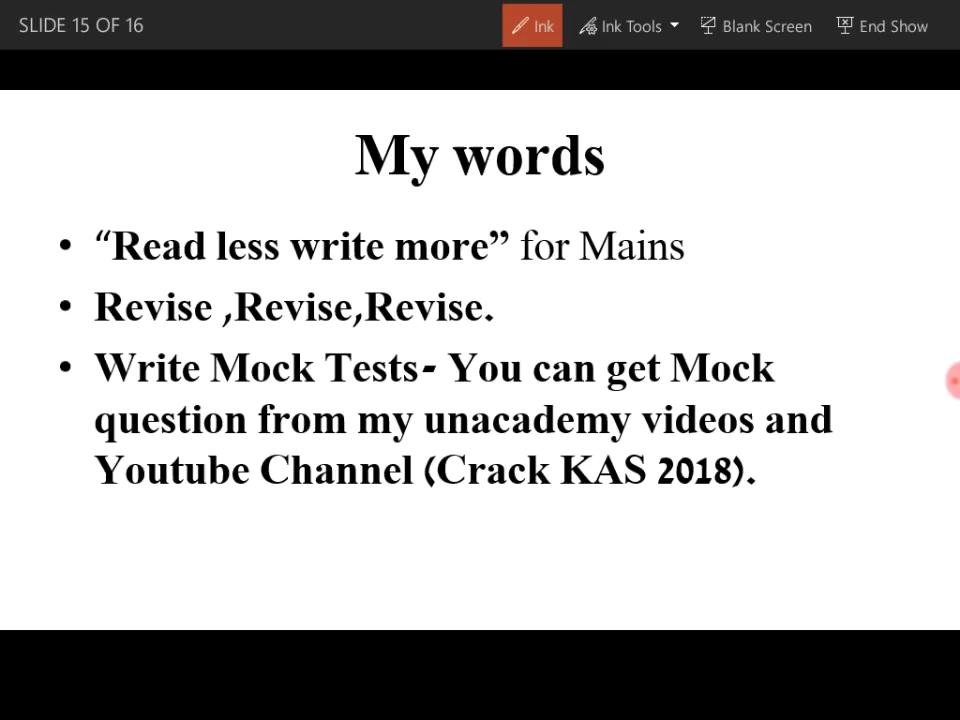 SLIDE 15 OF 16
Ink
Ink Tools
Blank Screen
End Show
My words
• “Read less write more” for Mains
• Revise ,Revise,Revise.
• Write Mock Tests- You can get Mock
question from my unacademy videos and
Youtube Channel (Crack KAS 2018).